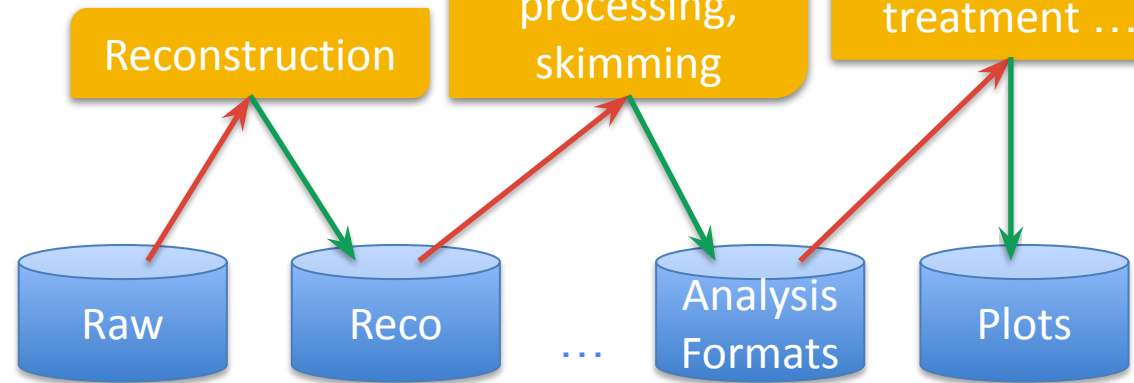 Reconstruction
processing,
skimming
treatment …
Raw
Reco
…
Analysis
Formats
Plots